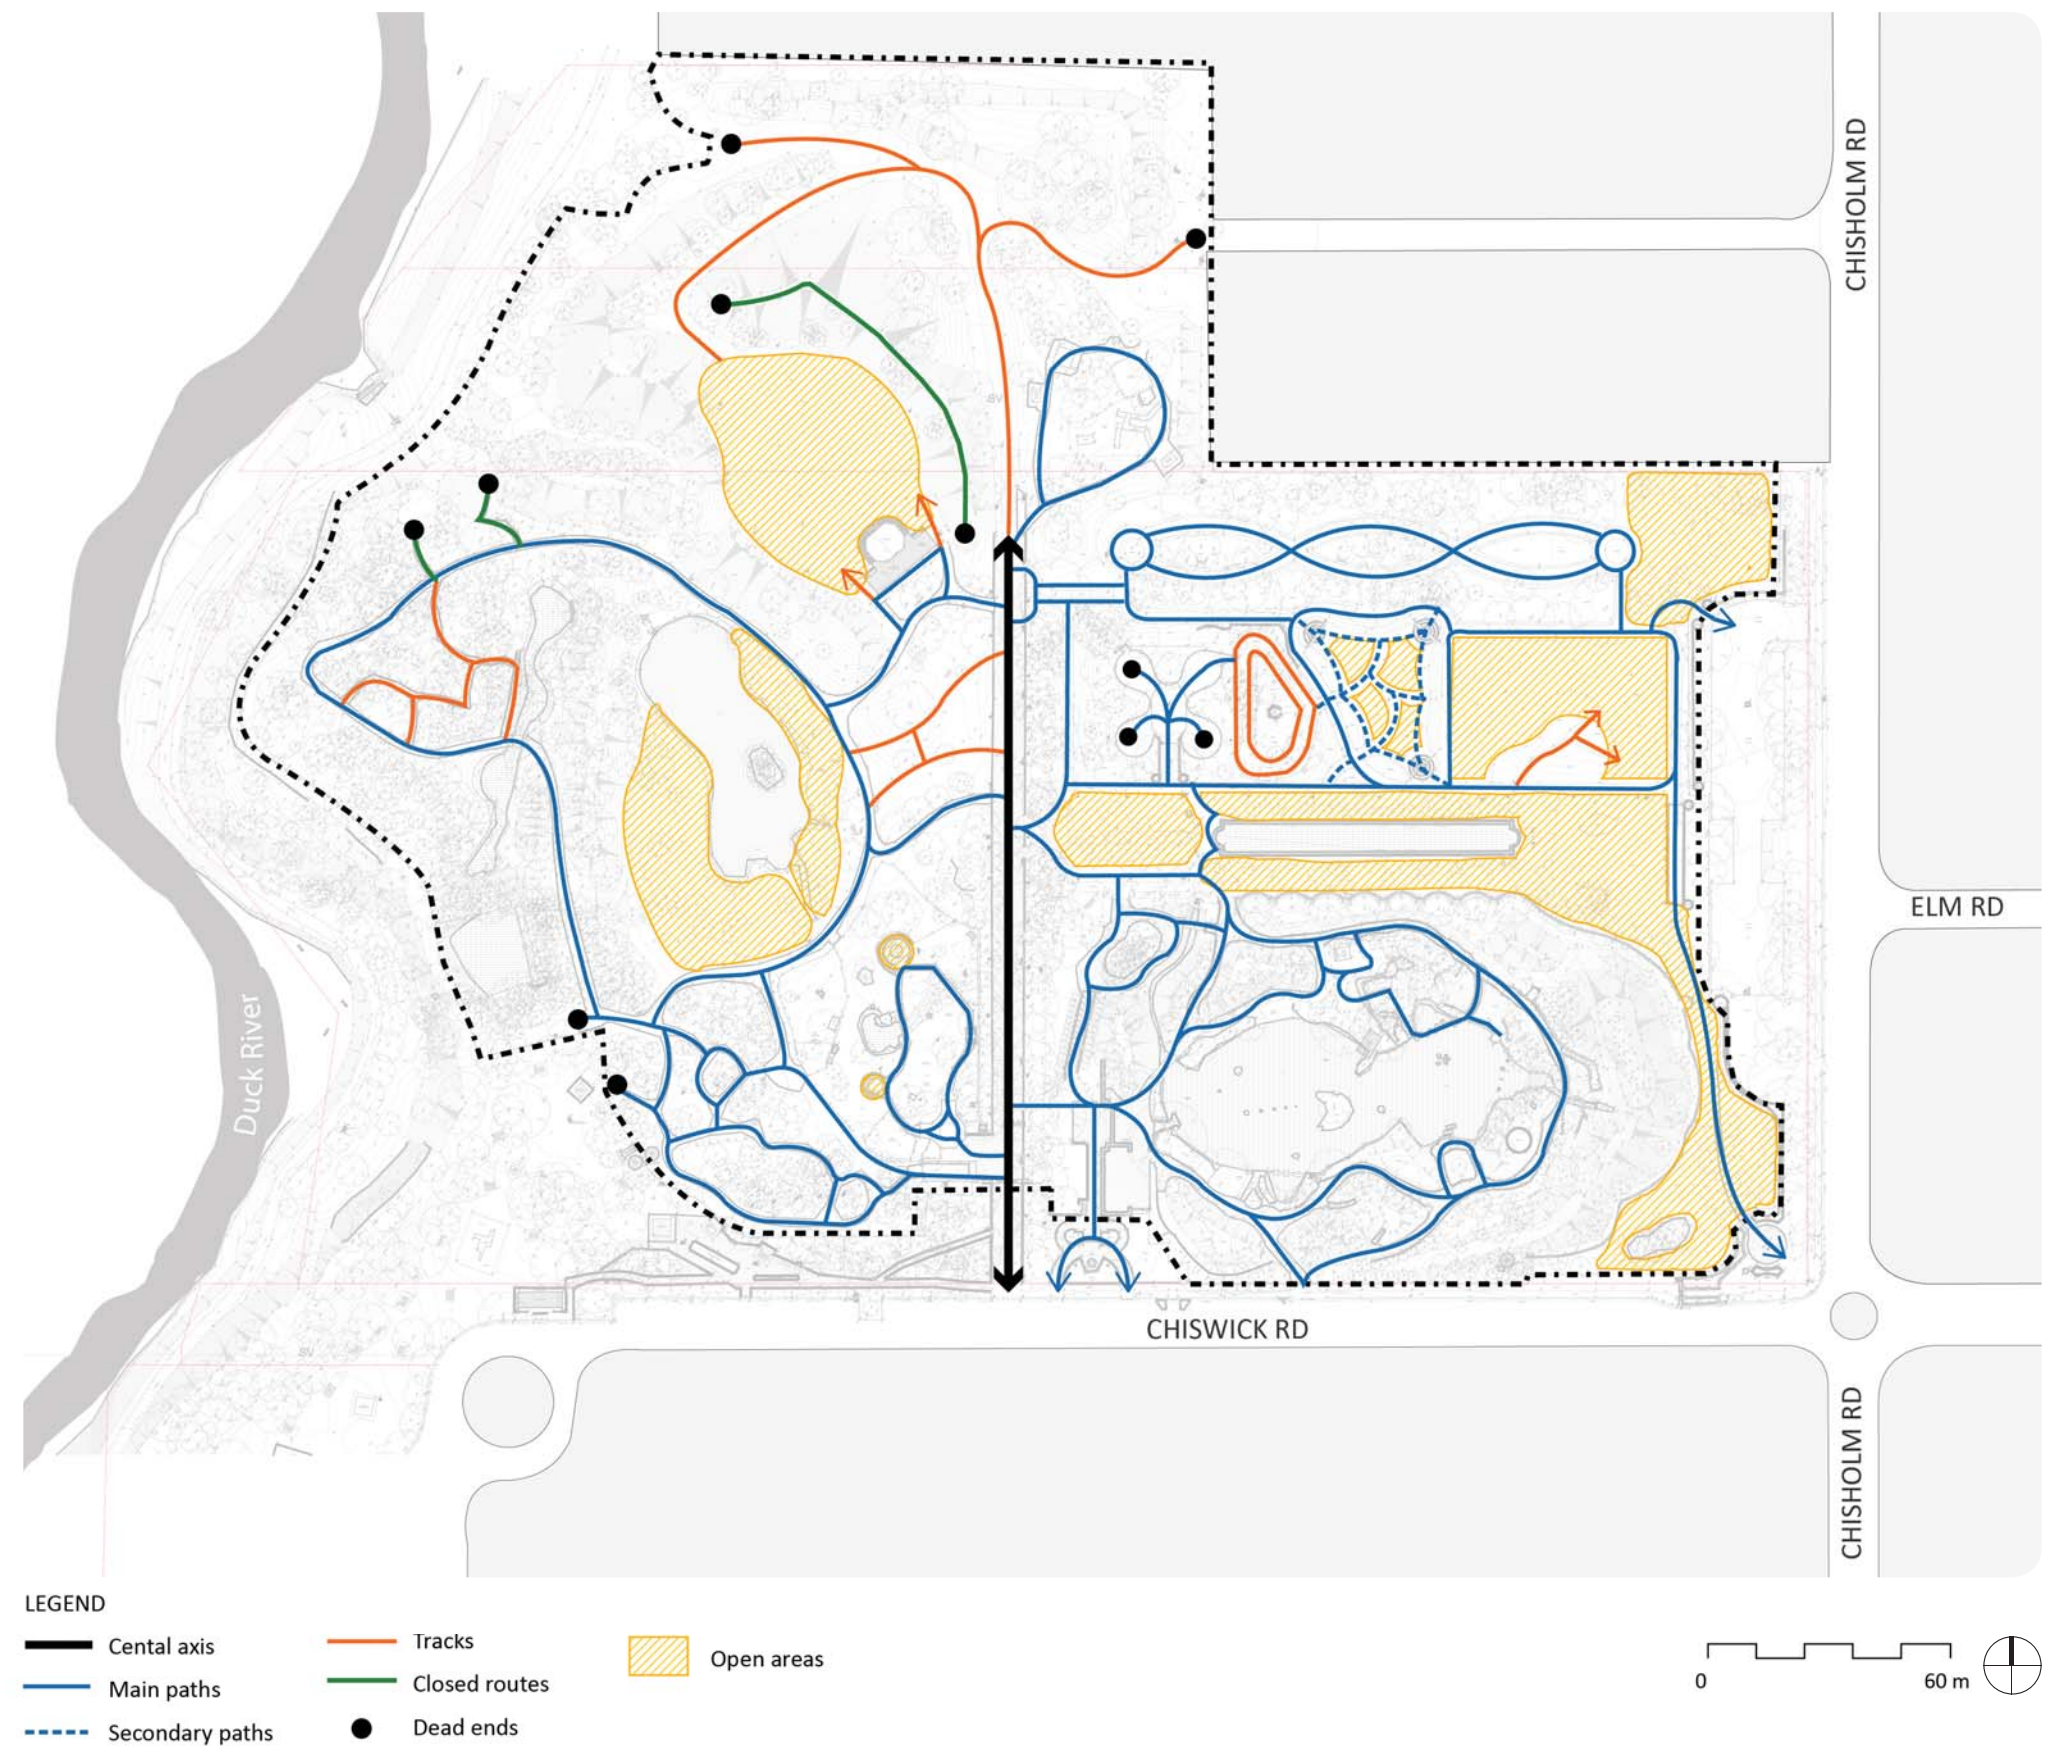 CHISHOLM RD
ELM RD
Duck River
CHISWICK RD
CHISHOLM RD
LEGEND
Cental axis
Main paths
Secondary paths
Tracks
Closed routes
Dead ends
Open areas
0 60 m